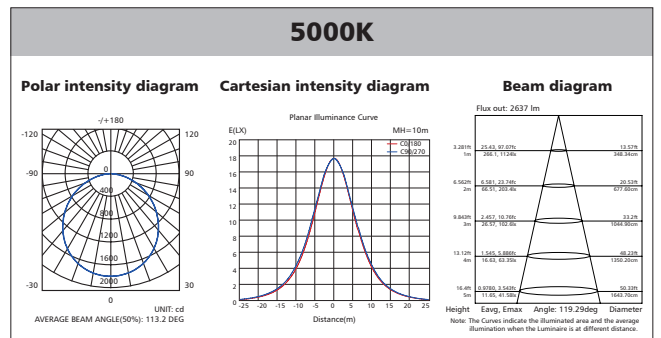 5000K
Polar intensity diagram
Cartesian intensity diagram
Beam diagram
-/+180
-120
120
-90
90
-30
30
0
0
400
800
1200
1600
2000
UNIT: cd
AVERAGE BEAM ANGLE(50%): 113.2 DEG
Planar Illuminance Curve
E(LX)
MH=10m
C0/180
C90/270
20
18
16
14
12
10
8
6
4
2
0
-25 -20 -15 -10 -5 0 5 10 15 20 25
Distance(m)
Flux out: 2637 lm
3.281ft 25.43, 97.07fc 13.57ft
1m 266.1, 1124lx 348.34cm
6.562ft 6.581, 23.74fc 20.53ft
2m 66.51, 203.4lx 677.60cm
9.843ft 2.457, 10.76fc 33.2ft
3m 26.57, 102.6lx 1044.90cm
13.12ft 1.545, 5.886fc 48.23ft
4m 16.63, 63.35lx 1350.20cm
16.4ft 0.9780, 3.543fc 50.33ft
5m 11.65, 41.58lx 1643.70cm
Height Eavg, Emax Angle: 119.29deg Diameter
Note: The Curves indicate the illuminated area and the average
illumination when the Luminaire is at different distance.